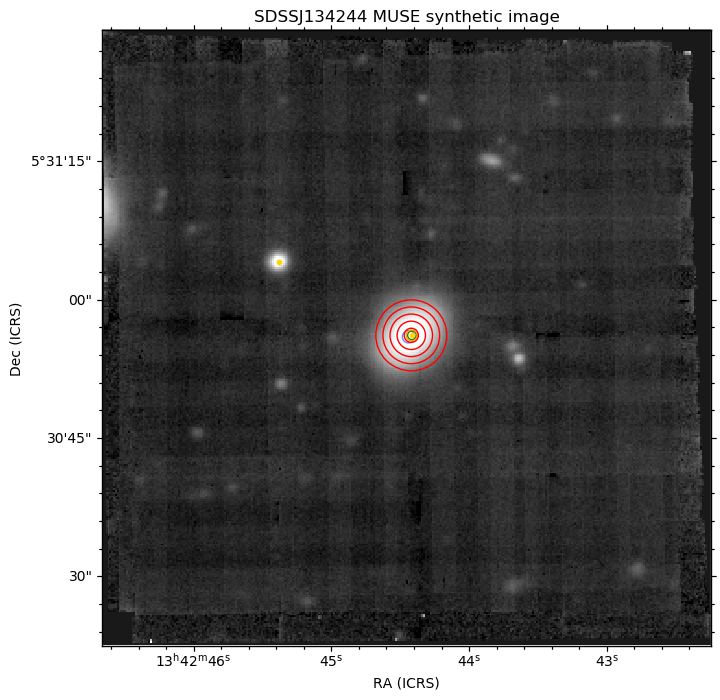 SDSSJ134244 MUSE synthetic image
5°31'15"
00"
30'45"
30"
Dec (ICRS)
13ʰ42ᵐ46ˢ 45ˢ 44ˢ 43ˢ
RA (ICRS)